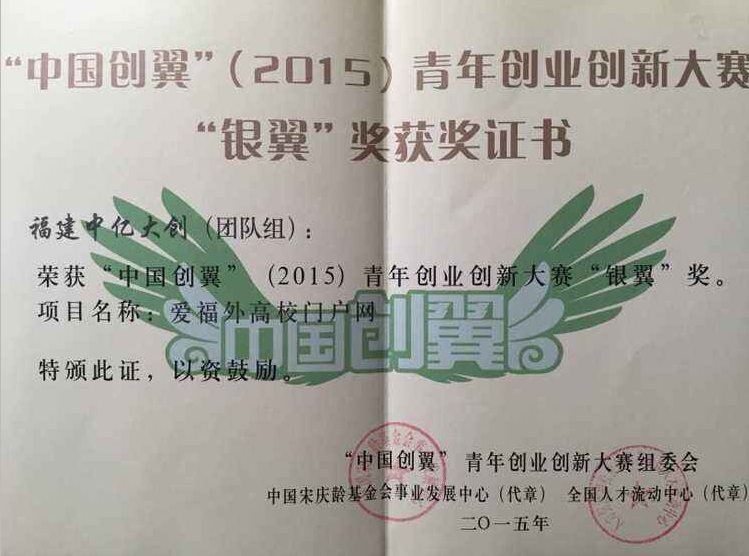 “中国创翼”（2015）青年创业创新大赛
“银翼”奖获奖证书
福建中亿大创（团队组）：
荣获“中国创翼”（2015）青年创业创新大赛“银翼”奖。
项目名称：爱福外高校门户网
中国创翼
特颁此证，以资鼓励。
“中国创翼”青年创业创新大赛组委会
中国宋庆龄基金会事业发展中心（代章） 全国人才流动中心（代章）
二〇一五年